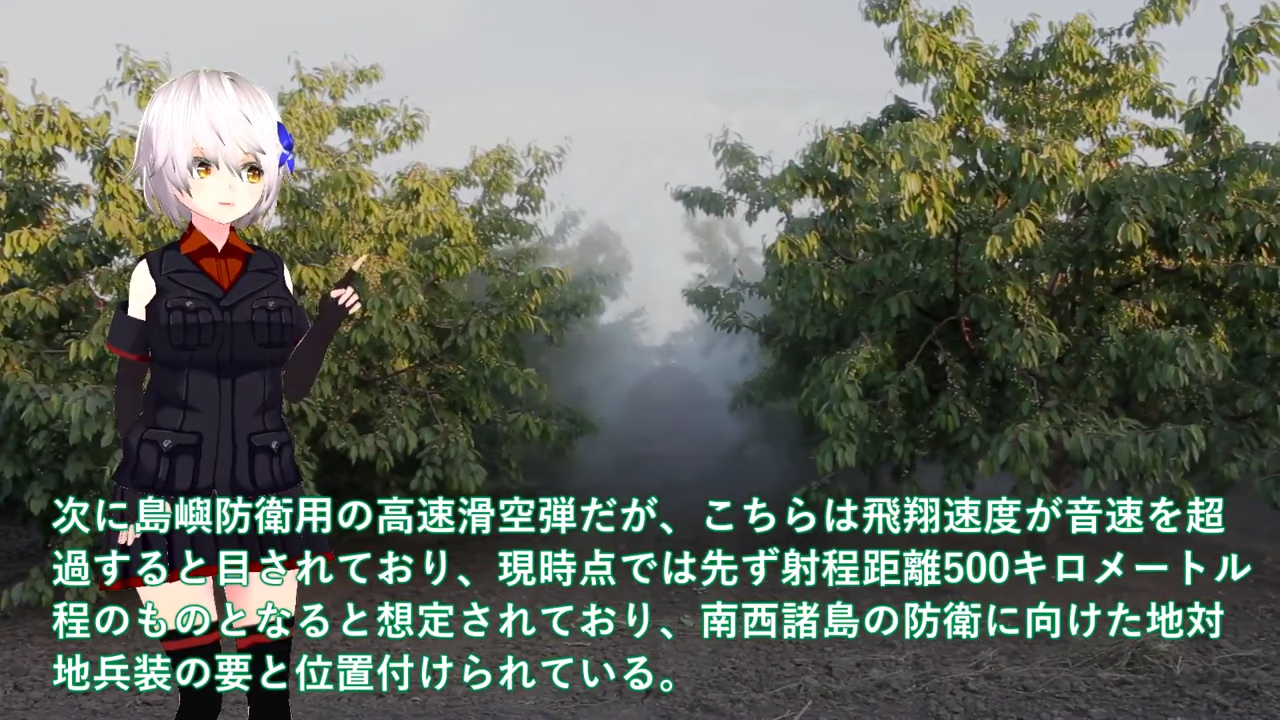 次に島嶼防衛用の高速滑空弾だが、こちらは飛翔速度が音速を超
過すると目されており、現時点では先ず射程距離500キロメートル
程のものとなると想定されており、南西諸島の防衛に向けた地対
地兵装の要と位置付けられている。